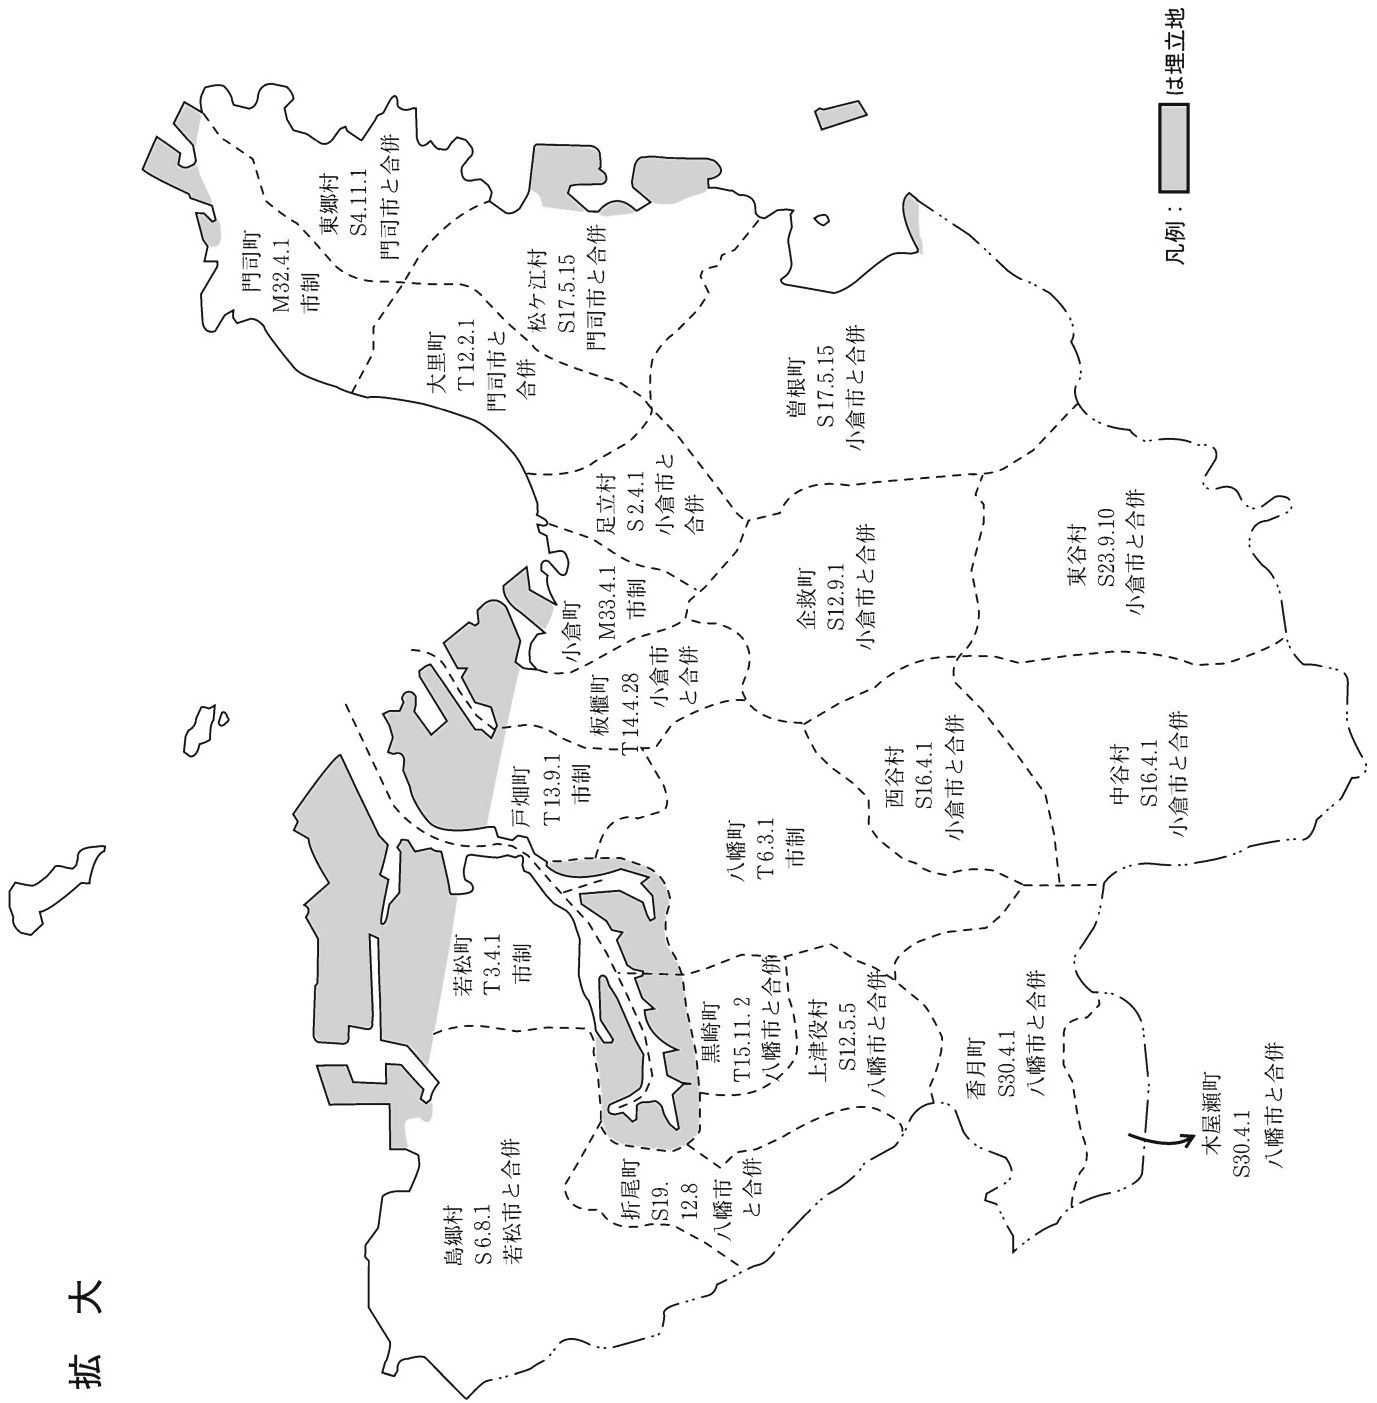 拡大
島郷村
S6.8.1
若松市と合併
若松町
T3.4.1
市制
戸畑町
T13.9.1
市制
折尾町
S19.
12.8
八幡市
と合併
黒崎町
T15.11.2
八幡市と合併
上津役村
S12.5.5
八幡市と合併
八幡町
T6.3.1
市制
香月町
S30.4.1
八幡市と合併
木屋瀬町
S30.4.1
八幡市と合併
板櫃町
T14.4.28
小倉市
と合併
小倉町
M33.4.1
市制
足立村
S2.4.1
小倉市と
合併
企救町
S12.9.1
小倉市と合併
西谷村
S16.4.1
小倉市と合併
中谷村
S16.4.1
小倉市と合併
東谷村
S23.9.10
小倉市と合併
曽根町
S17.5.15
小倉市と合併
門司町
M32.4.1
市制
東郷村
S4.11.1
門司市と合併
大里町
T12.2.1
門司市と
合併
松ケ江村
S17.5.15
門司市と合併
凡例： は埋立地